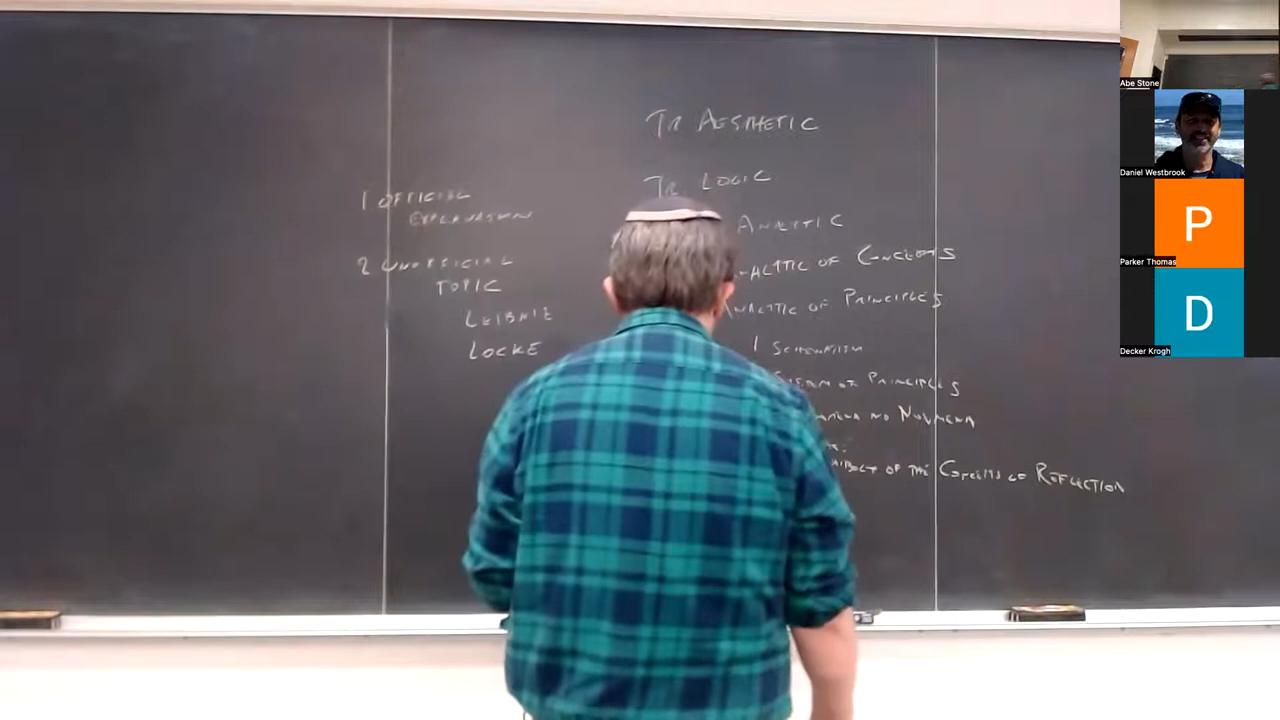 TR AESTHETIC
TR LOGIC
ANALYTIC
ANALYTIC OF CONCEPTS
ANALYTIC OF PRINCIPLES
1 SCHEMATISM
SYSTEM OF PRINCIPLES
NOUMENA
OF THE CONCEPTS OF REFLECTION
1 OFFICIAL
EXPLANATION
2 UNOFFICIAL
TOPIC
LEIBNIZ
LOCKE
Abe Stone
Daniel Westbrook
P
Parker Thomas
D
Decker Krogh